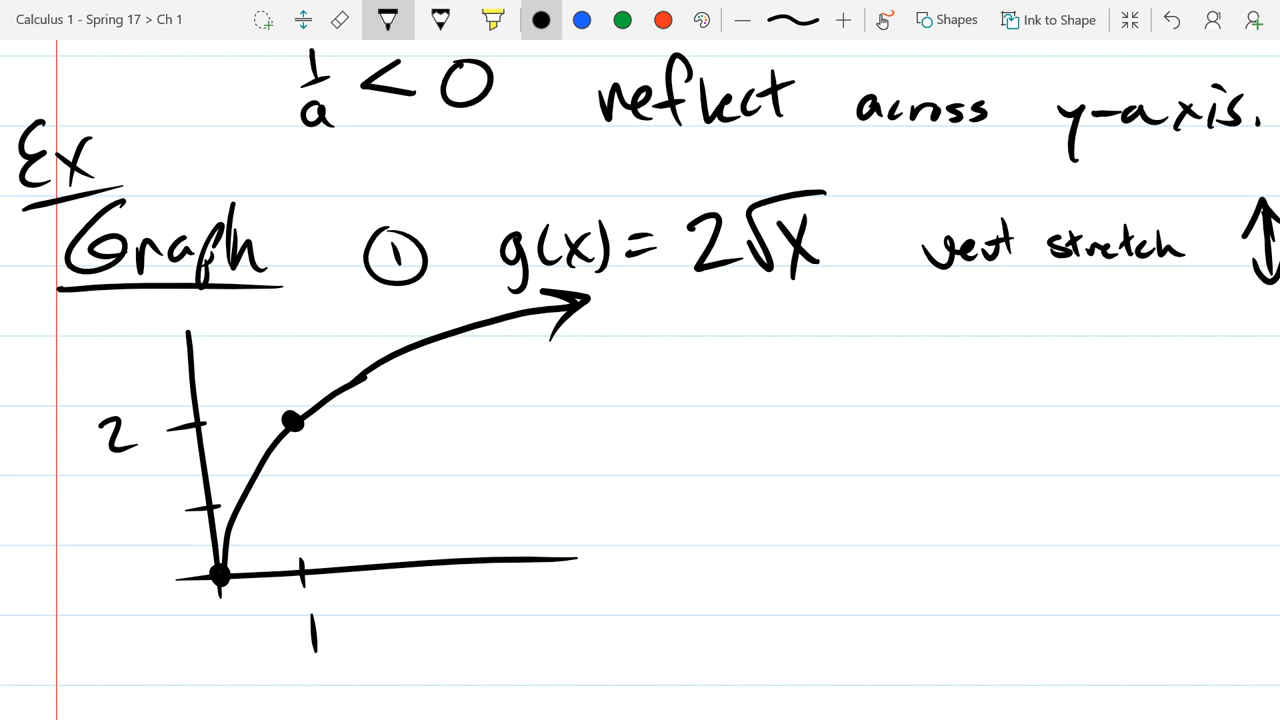 Calculus 1 - Spring 17 > Ch 1
Shapes
Ink to Shape
1/a < 0 reflect across y-axis.
Ex
Graph ① g(x) = 2√x vert stretch ↕
2
1